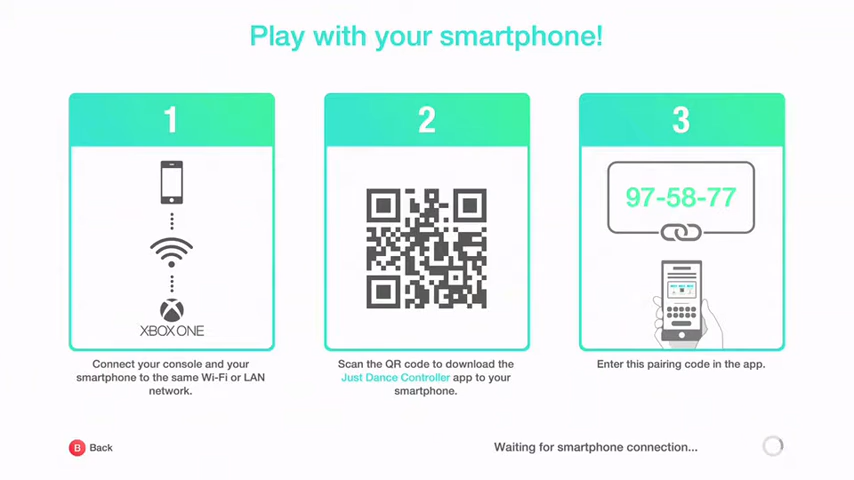 Play with your smartphone!
1
2
3
97-58-77
XBOX ONE
Connect your console and your
smartphone to the same Wi-Fi or LAN
network.
Scan the QR code to download the
Just Dance Controller app to your
smartphone.
Enter this pairing code in the app.
B Back
Waiting for smartphone connection...